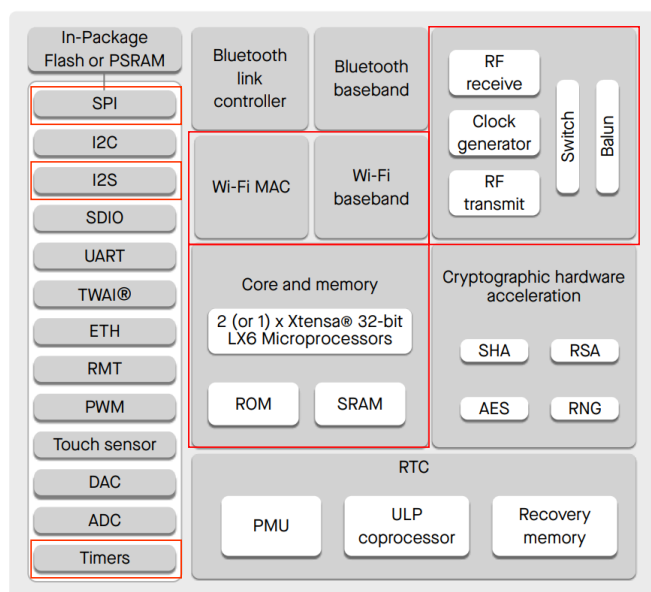 In-Package
Flash or PSRAM
SPI
I2C
I2S
SDIO
UART
TWAI®
ETH
RMT
PWM
Touch sensor
DAC
ADC
Timers
Bluetooth
link
controller
Bluetooth
baseband
Wi-Fi MAC
Wi-Fi
baseband
RF
receive
Clock
generator
RF
transmit
Switch
Balun
Core and memory
2 (or 1) x Xtensa® 32-bit
LX6 Microprocessors
ROM
SRAM
Cryptographic hardware
acceleration
SHA
RSA
AES
RNG
RTC
PMU
ULP
coprocessor
Recovery
memory